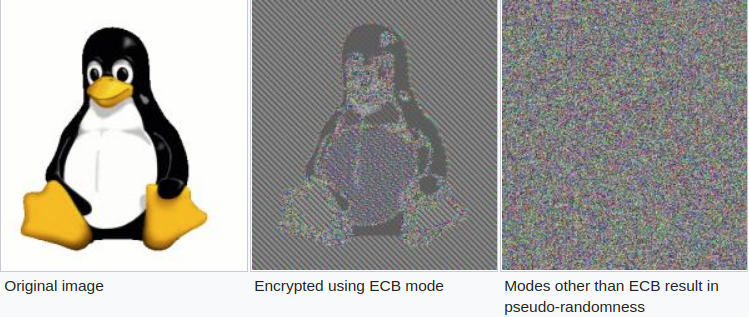 Original image
Encrypted using ECB mode
Modes other than ECB result in
pseudo-randomness